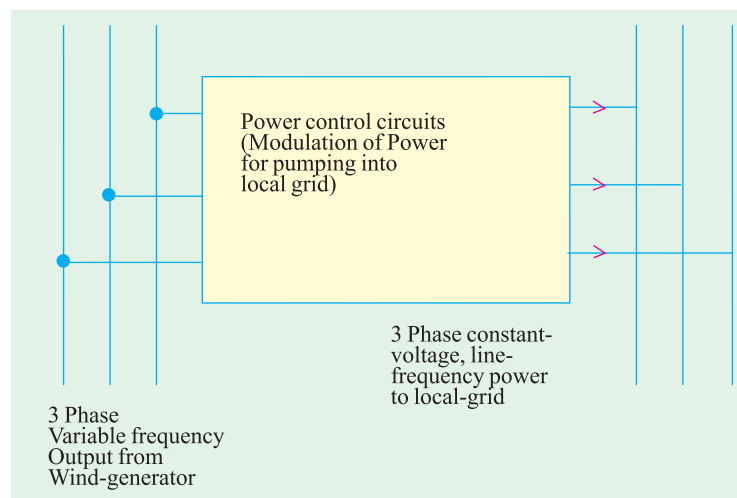 Power control circuits
(Modulation of Power
for pumping into
local grid)
3 Phase constant-
voltage, line-
frequency power
to local-grid
3 Phase
Variable frequency
Output from
Wind-generator